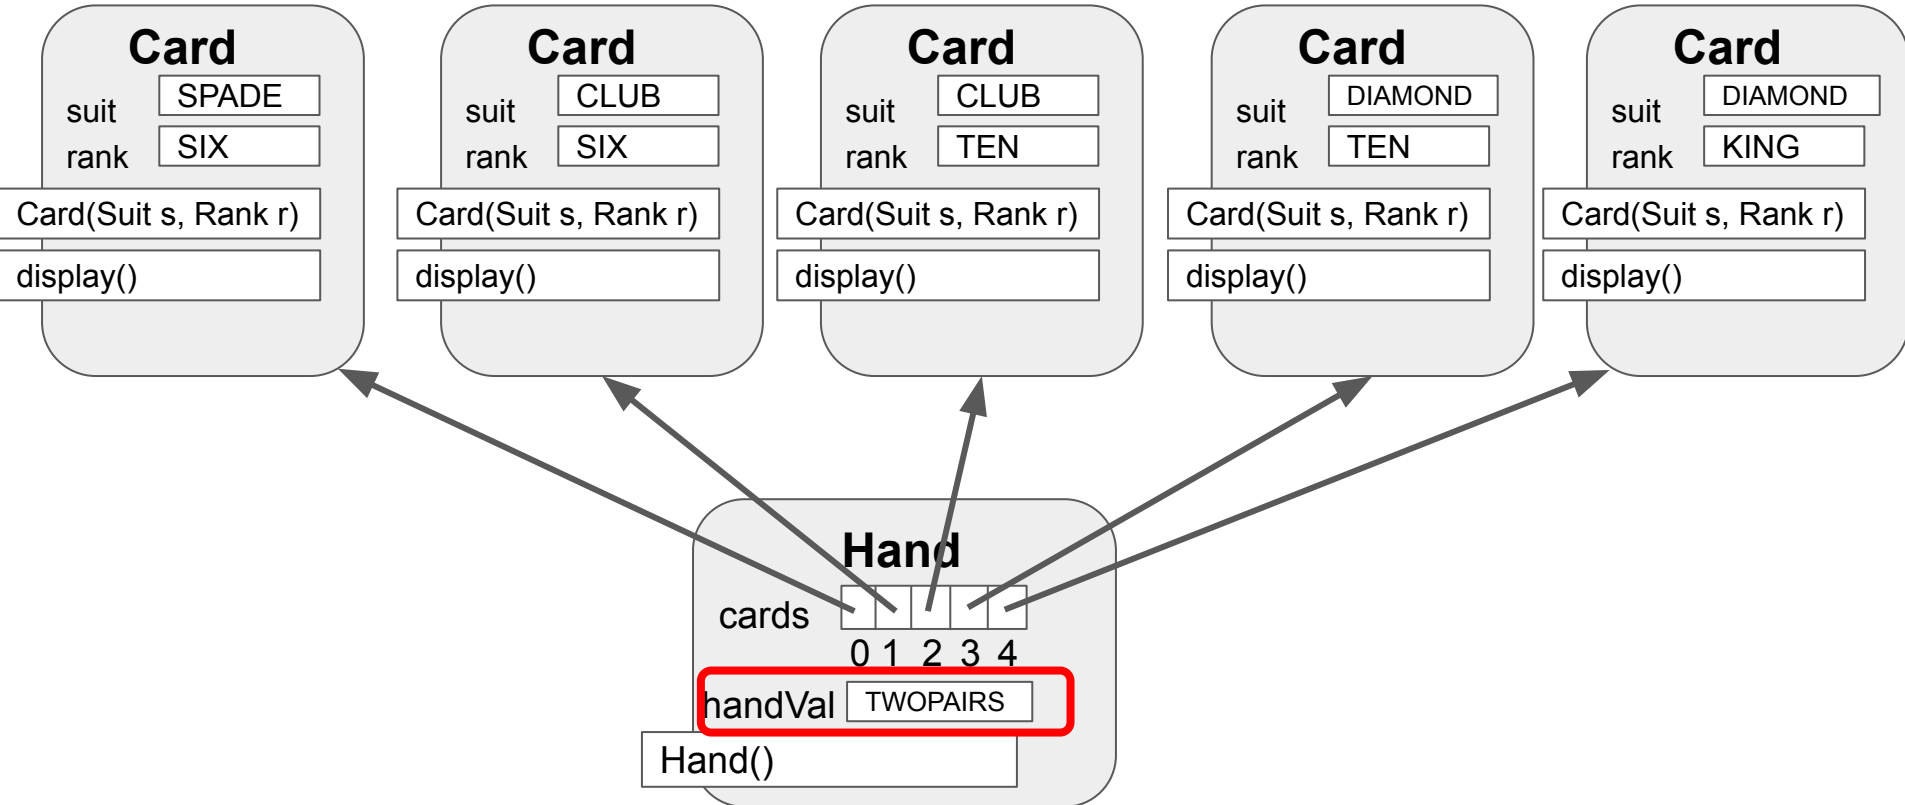 Card Card Card Card Card
suit SPADE suit CLUB suit CLUB suit DIAMOND suit DIAMOND
rank SIX rank SIX rank TEN rank TEN rank KING
Card(Suit s, Rank r) Card(Suit s, Rank r) Card(Suit s, Rank r) Card(Suit s, Rank r) Card(Suit s, Rank r)
display() display() display() display() display()
Hand
cards
0 1 2 3 4
handVal TWOPAIRS
Hand()